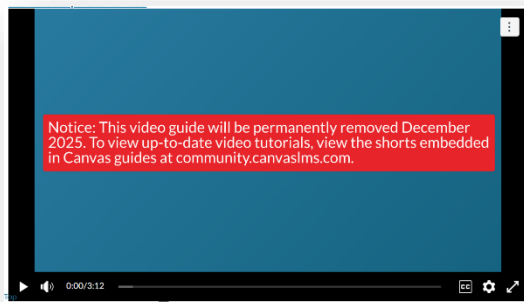 Notice: This video guide will be permanently removed December
2025. To view up-to-date video tutorials, view the shorts embedded
in Canvas guides at community.canvaslms.com.
0:00/3:12
CC
Top